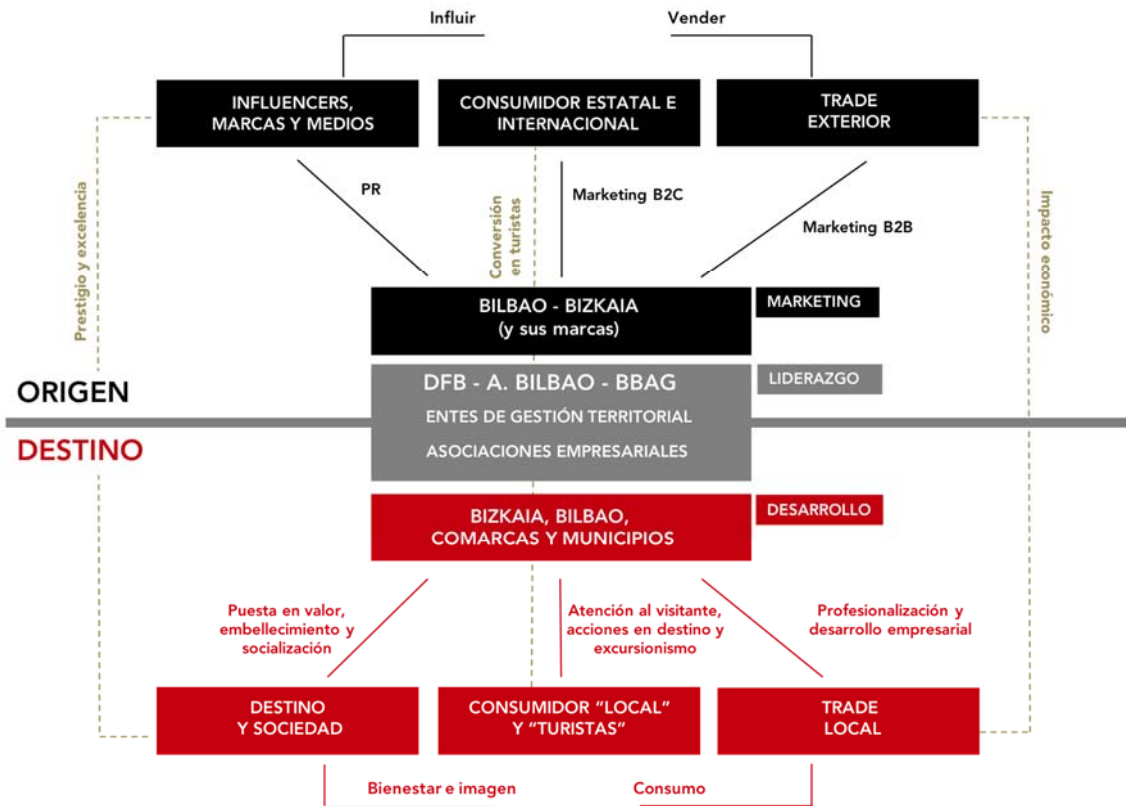 Influir
Vender
INFLUENCERS,
MARCAS Y MEDIOS
CONSUMIDOR ESTATAL E
INTERNACIONAL
TRADE
EXTERIOR
Prestigio y excelencia
PR
Conversión
en turistas
Marketing B2C
Marketing B2B
Impacto económico
BILBAO - BIZKAIA
(y sus marcas)
MARKETING
ORIGEN
DFB - A. BILBAO - BBAG
LIDERAZGO
ENTES DE GESTIÓN TERRITORIAL
DESTINO
ASOCIACIONES EMPRESARIALES
BIZKAIA, BILBAO,
COMARCAS Y MUNICIPIOS
DESARROLLO
Puesta en valor,
embellecimiento y
socialización
Atención al visitante,
acciones en destino y
excursionismo
Profesionalización y
desarrollo empresarial
DESTINO
Y SOCIEDAD
CONSUMIDOR “LOCAL”
Y “TURISTAS”
TRADE
LOCAL
Bienestar e imagen
Consumo